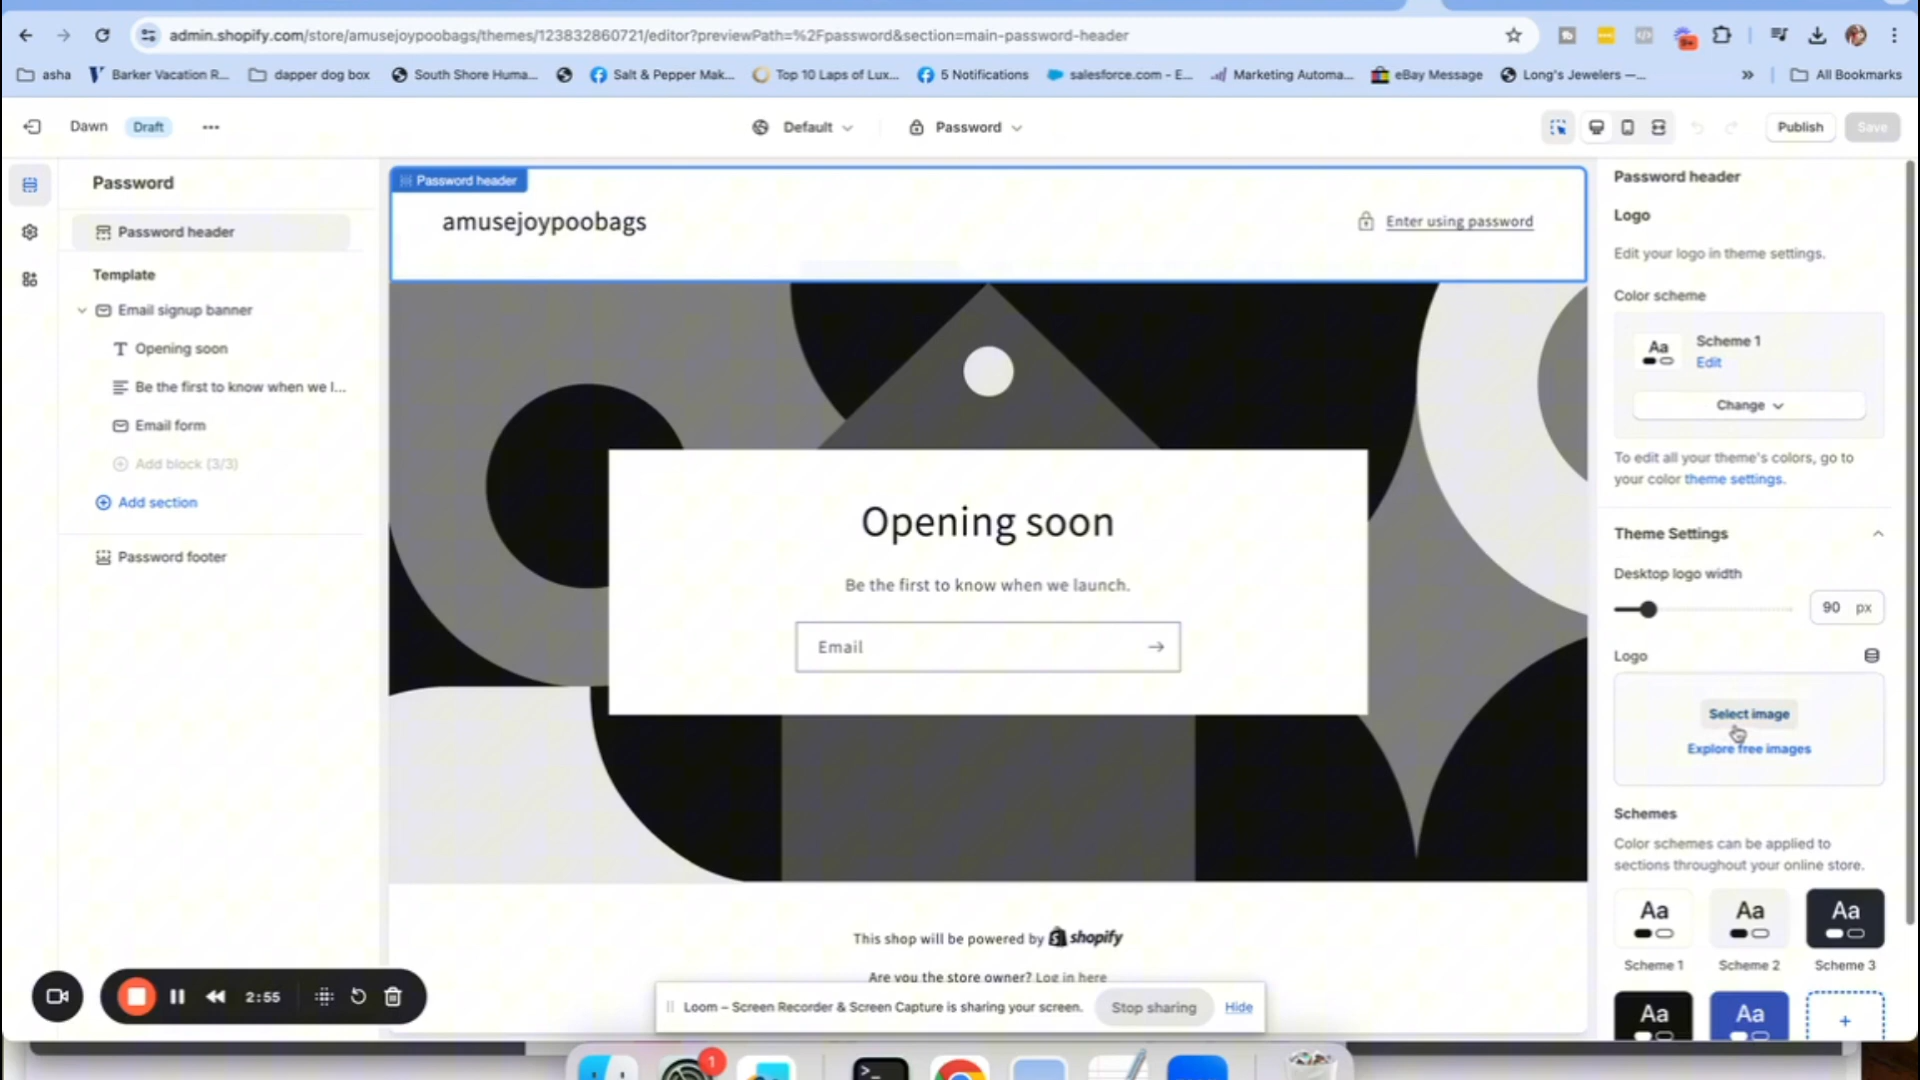 admin.shopify.com/store/amusejoypoobags/themes/123832860721/editor?previewPath=%2Fpassword&section=main-password-header
9+
asha
Barker Vacation R...
dapper dog box
South Shore Huma...
Salt & Pepper Mak...
Top 10 Laps of Lux...
5 Notifications
salesforce.com - E...
Marketing Automa...
eBay Message
Long's Jewelers —...
»
All Bookmarks
Dawn
Draft
Default
Password
Publish
Save
Password
Password header
Template
Email signup banner
Opening soon
Be the first to know when we l...
Email form
Add block (3/3)
Add section
Password footer
Password header
amusejoypoobags
Enter using password
Opening soon
Be the first to know when we launch.
Email
This shop will be powered by shopify
Are you the store owner? Log in here
Password header
Logo
Edit your logo in theme settings.
Color scheme
Aa
Scheme 1
Edit
Change
To edit all your theme's colors, go to
your color theme settings.
Theme Settings
Desktop logo width
90 px
Logo
Select image
Explore free images
Schemes
Color schemes can be applied to
sections throughout your online store.
Aa Aa Aa
Scheme 1 Scheme 2 Scheme 3
Aa Aa +
2:55
Loom – Screen Recorder & Screen Capture is sharing your screen.
Stop sharing
Hide
1